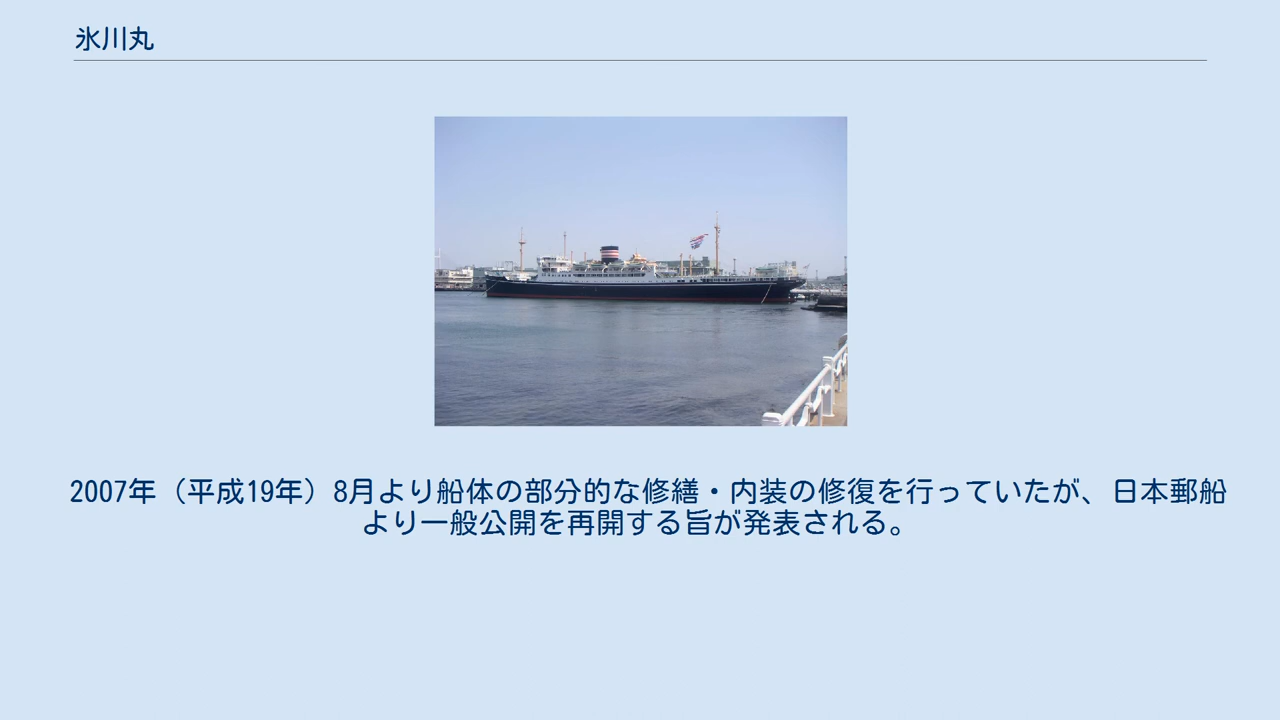 氷川丸
2007年（平成19年）8月より船体の部分的な修繕・内装の修復を行っていたが、日本郵船
より一般公開を再開する旨が発表される。